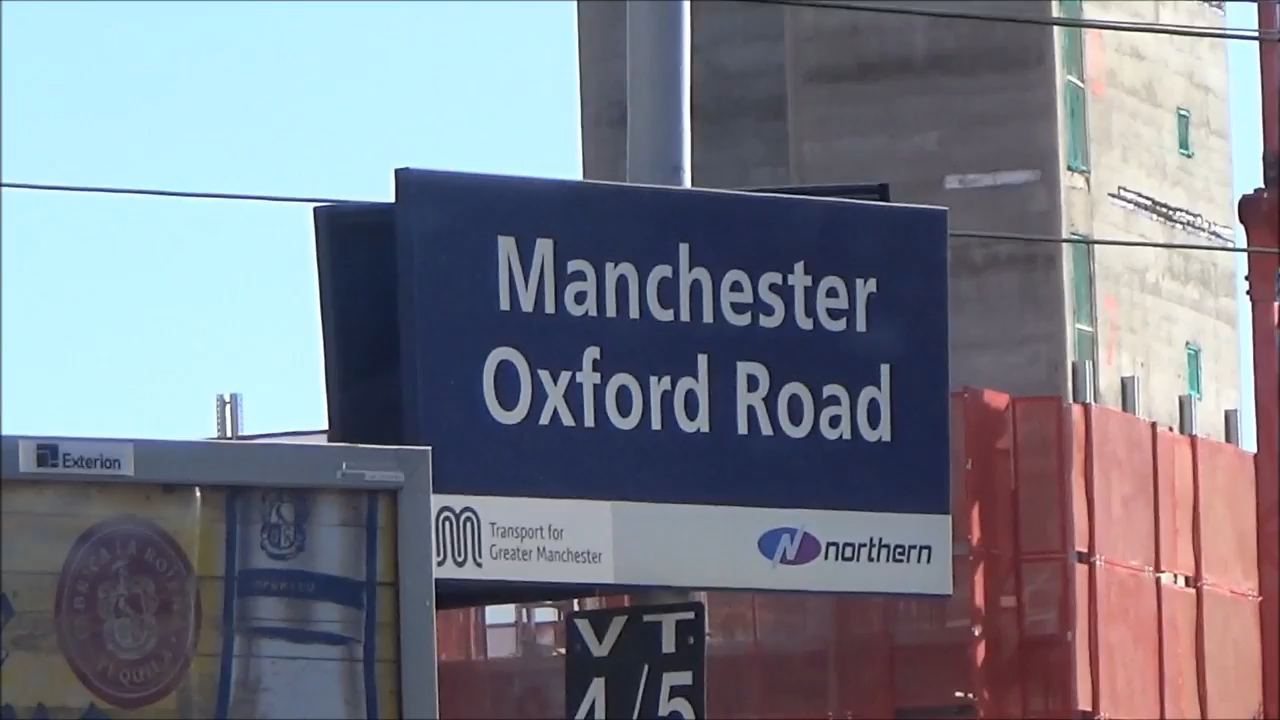 Manchester
Oxford Road
Transport for
Greater Manchester
northern
Exterion
VT
4/5